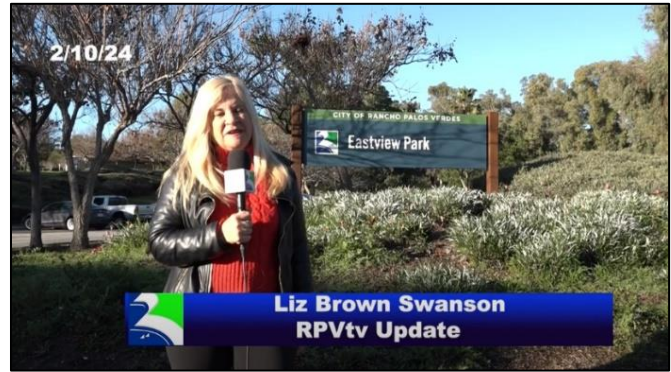 2/10/24
CITY OF RANCHO PALOS VERDES
Eastview Park
Liz Brown Swanson
RPVtv Update